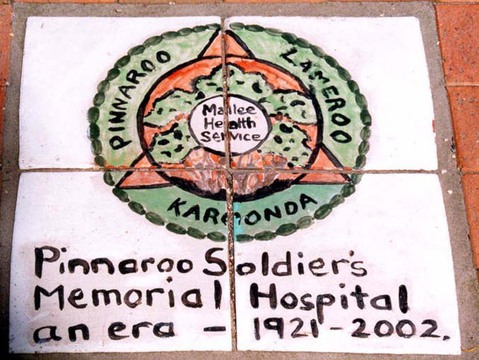 PINNAROO
LAMEROO
Mallee
Health
Service
KAROONDA
Pinnaroo Soldier's
Memorial Hospital
an era - 1921-2002.